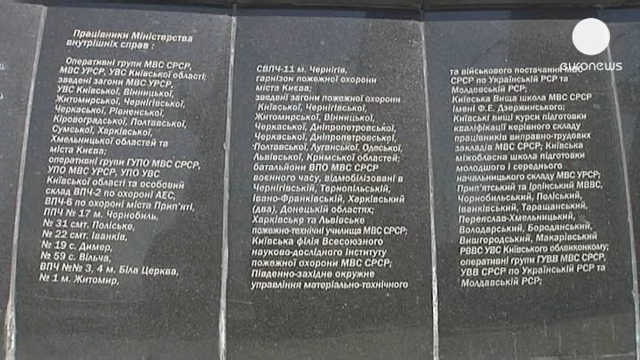 Працівники Міністерства
внутрішніх справ :
Оперативні групи МВС СРСР,
МВС УРСР, УВС Київської області;
зведені загони МВС УРСР,
УВС Київської, Вінницької,
Житомирської, Чернігівської,
Черкаської, Рівненської,
Кіровоградської, Полтавської,
Сумської, Харківської,
Хмельницької областей та
міста Києва;
оперативні групи ГУПО МВС СРСР,
УПО МВС УРСР, УПО УВС
Київської області та особовий
склад ВПЧ-2 по охороні АЕС,
ВПЧ-6 по охороні міста Прип'яті,
ППЧ № 17 м. Чорнобиль,
№ 31 смт. Поліське,
№ 22 смт. Іванків,
№ 19 с. Димер,
№ 59 с. Вільча,
ВПЧ №№ 3, 4 м. Біла Церква,
№ 1 м. Житомир,
СВПЧ-11 м. Чернігів,
гарнізон пожежної охорони
міста Києва;
зведені загони пожежної охорони
Київської, Чернігівської,
Житомирської, Вінницької,
Черкаської, Дніпропетровської,
Черкаської, Дніпропетровської,
Полтавської, Луганської, Одеської,
Львівської, Кримської областей;
батальйони ВПО МВС СРСР
воєнного часу, відмобілізовані в
Чернігівській, Тернопільській,
Івано-Франківській, Харківській
(два), Донецькій областях;
Харківське та Львівське
пожежно-технічні училища МВС СРСР;
Київська філія Всесоюзного
науково-дослідного інституту
пожежної охорони МВС СРСР;
Південно-західне окружне
управління матеріально-технічного
та військового постачання МВС
СРСР по Українській РСР та
Молдавській РСР;
Київська Вища школа МВС СРСР
імені Ф.Е. Дзержинського;
Київські вищі курси підготовки
кваліфікації керівного складу
працівників виправно-трудових
закладів МВС СРСР; Київська
міжобласна школа підготовки
молодшого і середнього
начальницького складу МВС УРСР;
Прип'ятський та Ірпінський МВВС,
Чорнобильський, Поліський,
Іванківський, Таращанський,
Переяслав-Хмельницький,
Володарський, Бородянський,
Вишгородський, Макарівський
РВВС УВС Київського облвиконкому;
оперативні групи ГУВВ МВС СРСР,
УВВ СРСР по Українській РСР та
Молдавській РСР;
euronews